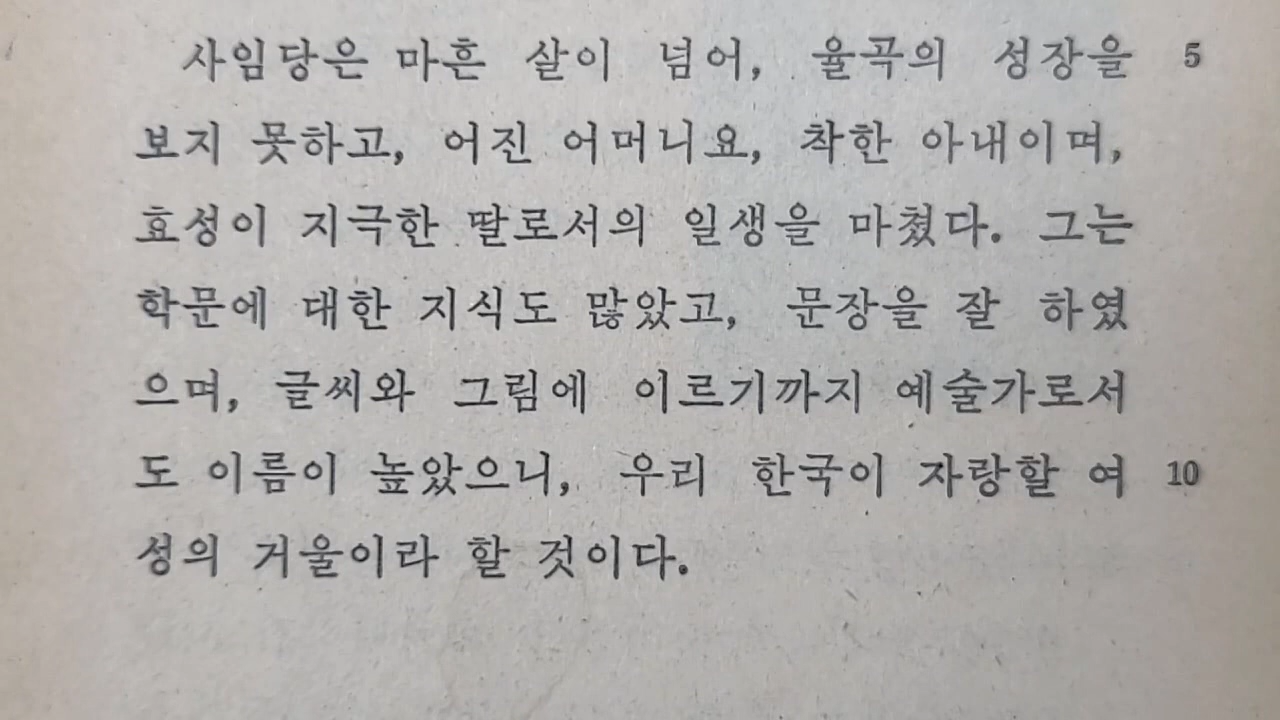 사임당은 마흔 살이 넘어, 율곡의 성장을 5
보지 못하고, 어진 어머니요, 착한 아내이며,
효성이 지극한 딸로서의 일생을 마쳤다. 그는
학문에 대한 지식도 많았고, 문장을 잘 하였
으며, 글씨와 그림에 이르기까지 예술가로서
도 이름이 높았으니, 우리 한국이 자랑할 여 10
성의 거울이라 할 것이다.